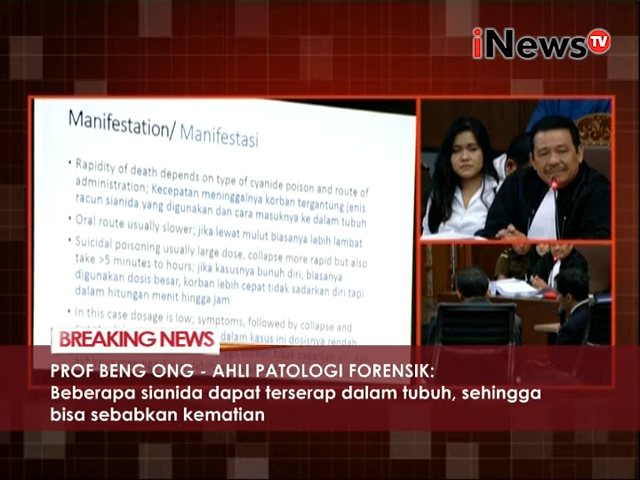 iNews TV
Manifestation/ Manifestasi
• Rapidity of death depends on type of cyanide poison and route of
administration; Kecepatan meninggalnya korban tergantung jenis
racun sianida yang digunakan dan cara masuknya ke dalam tubuh
• Oral route usually slower; jika lewat mulut biasanya lebih lambat
• Suicidal poisoning usually large dose, collapse more rapid but also
take >5 minutes to hours; jika kasusnya bunuh diri, biasanya
digunakan dosis besar, korban lebih cepat tidak sadarkan diri tapi
dalam hitungan menit hingga jam
• In this case dosage is low; symptoms, followed by collapse and
dalam kasus ini dosisnya rendah
BREAKING NEWS
PROF BENG ONG - AHLI PATOLOGI FORENSIK:
Beberapa sianida dapat terserap dalam tubuh, sehingga
bisa sebabkan kematian